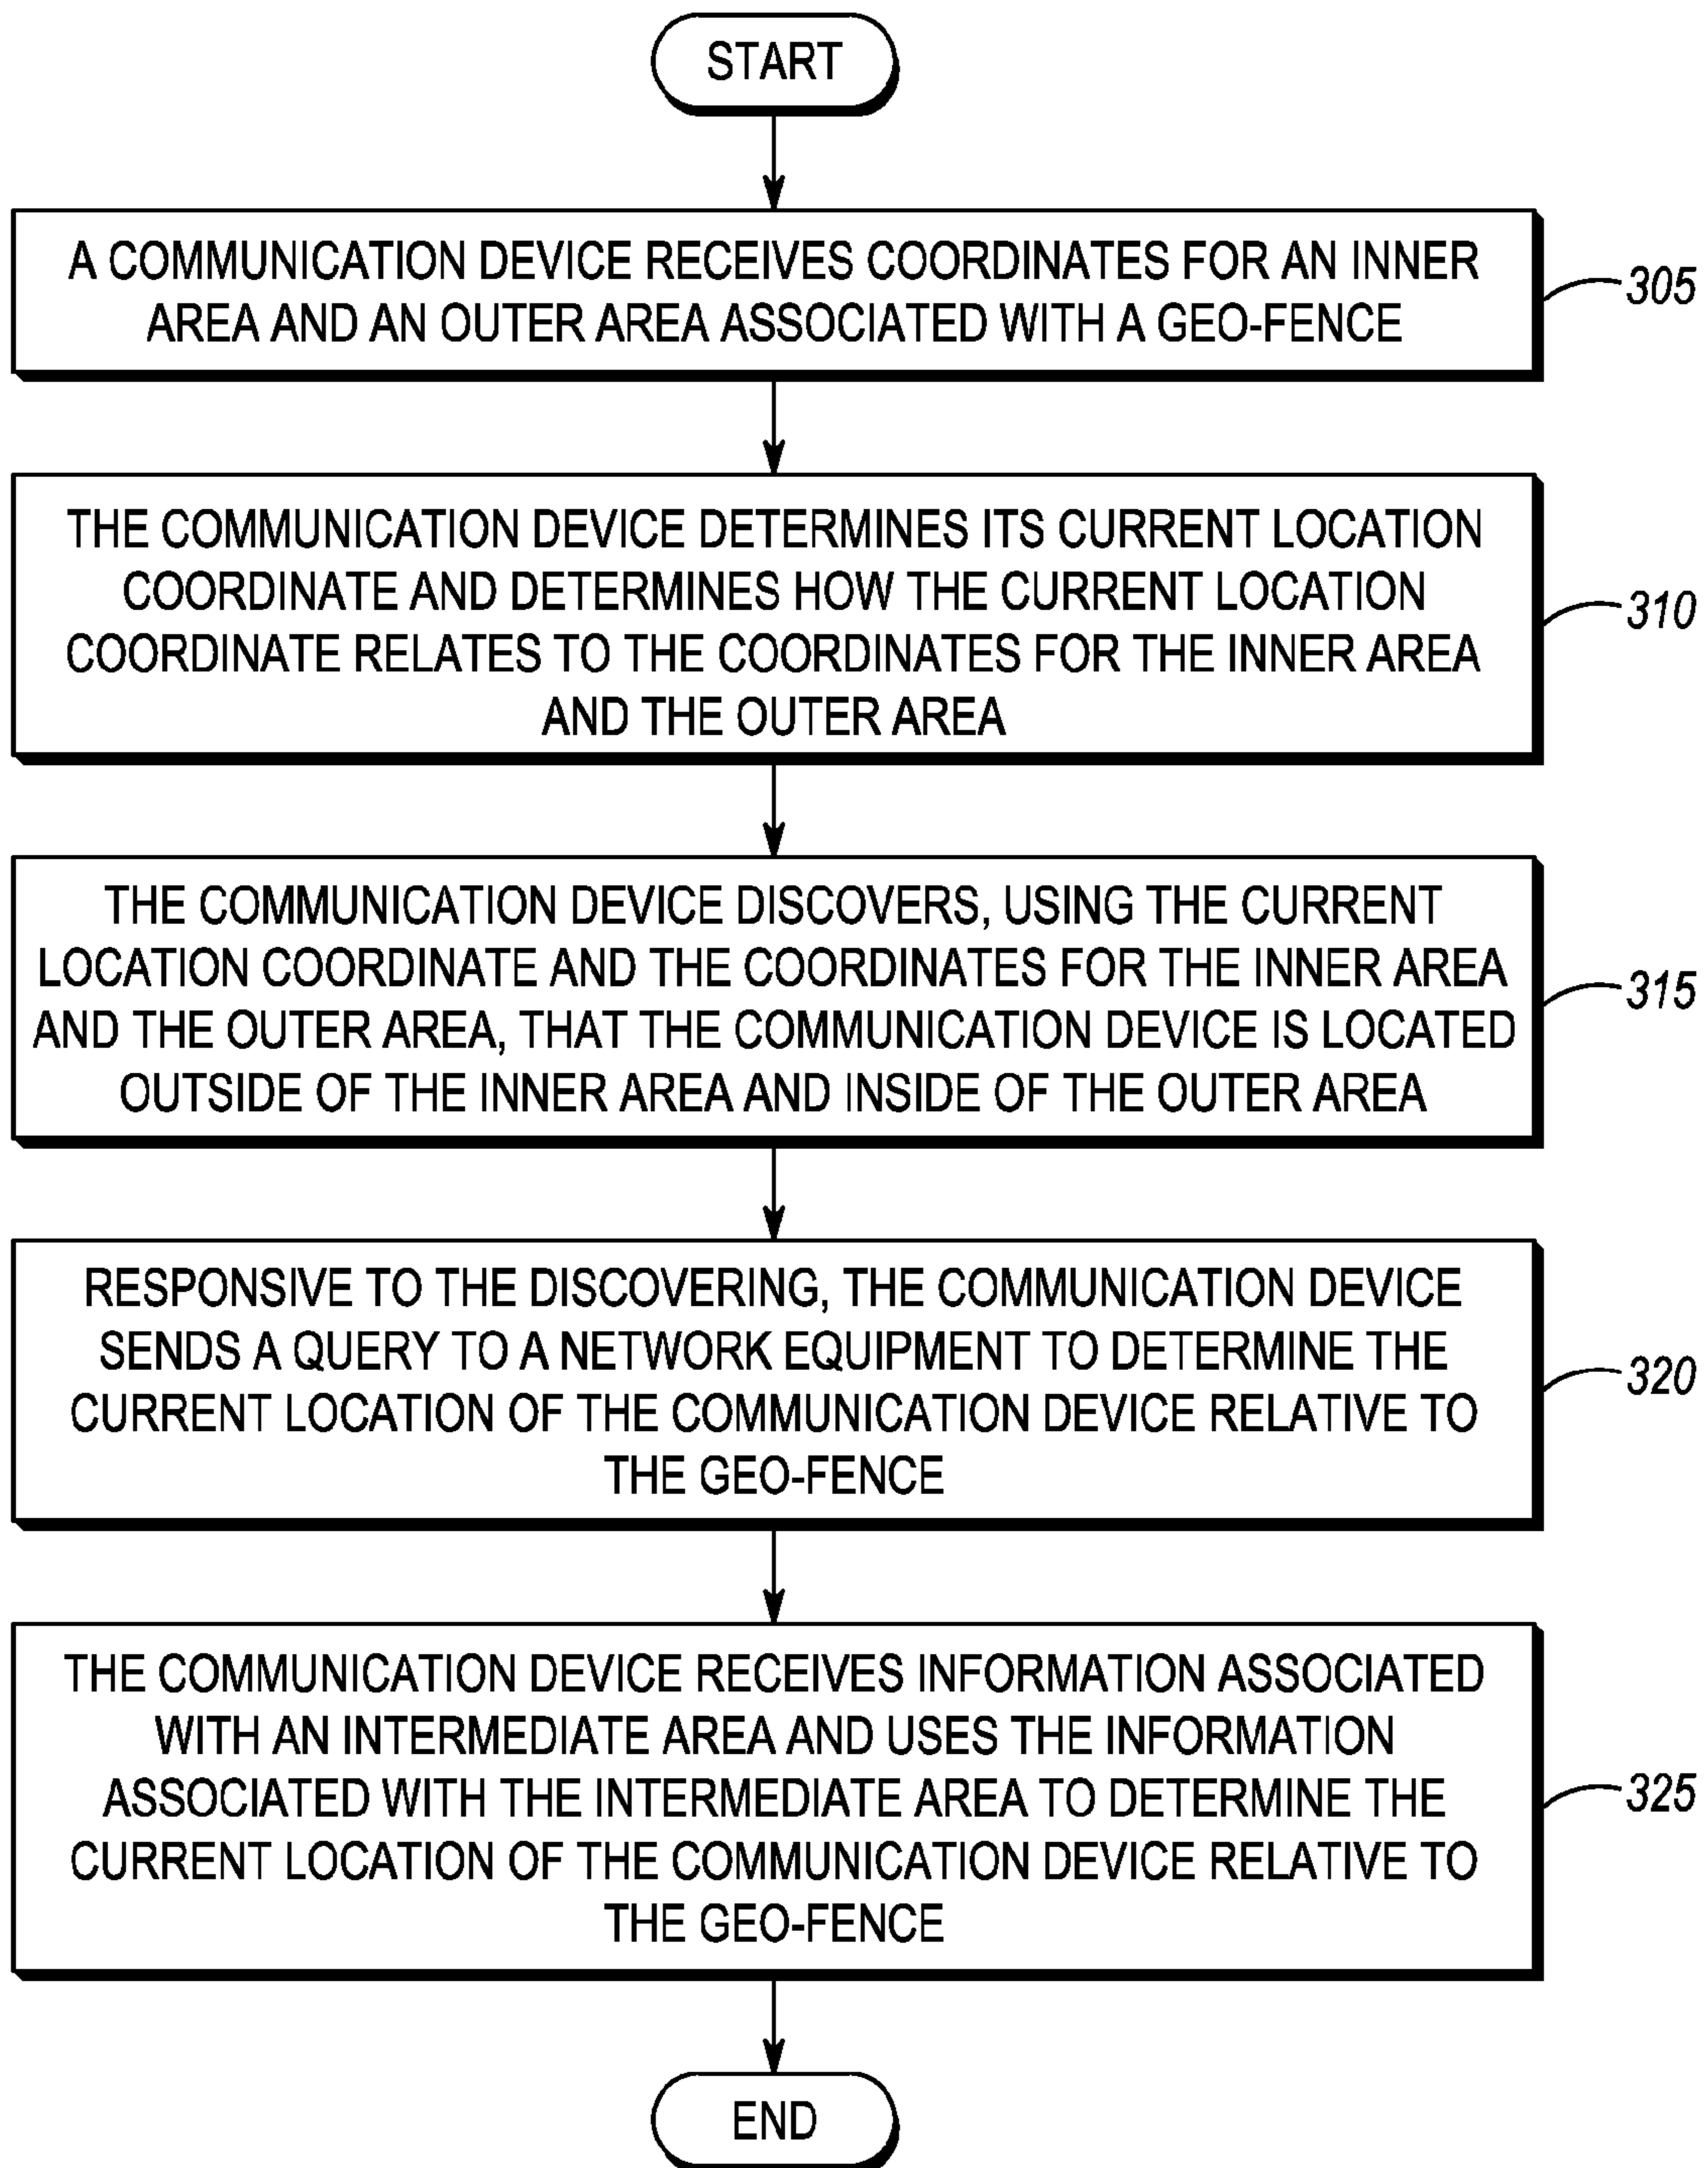 START
A COMMUNICATION DEVICE RECEIVES COORDINATES FOR AN INNER
AREA AND AN OUTER AREA ASSOCIATED WITH A GEO-FENCE
305
THE COMMUNICATION DEVICE DETERMINES ITS CURRENT LOCATION
COORDINATE AND DETERMINES HOW THE CURRENT LOCATION
COORDINATE RELATES TO THE COORDINATES FOR THE INNER AREA
AND THE OUTER AREA
310
THE COMMUNICATION DEVICE DISCOVERS, USING THE CURRENT
LOCATION COORDINATE AND THE COORDINATES FOR THE INNER AREA
AND THE OUTER AREA, THAT THE COMMUNICATION DEVICE IS LOCATED
OUTSIDE OF THE INNER AREA AND INSIDE OF THE OUTER AREA
315
RESPONSIVE TO THE DISCOVERING, THE COMMUNICATION DEVICE
SENDS A QUERY TO A NETWORK EQUIPMENT TO DETERMINE THE
CURRENT LOCATION OF THE COMMUNICATION DEVICE RELATIVE TO
THE GEO-FENCE
320
THE COMMUNICATION DEVICE RECEIVES INFORMATION ASSOCIATED
WITH AN INTERMEDIATE AREA AND USES THE INFORMATION
ASSOCIATED WITH THE INTERMEDIATE AREA TO DETERMINE THE
CURRENT LOCATION OF THE COMMUNICATION DEVICE RELATIVE TO
THE GEO-FENCE
325
END